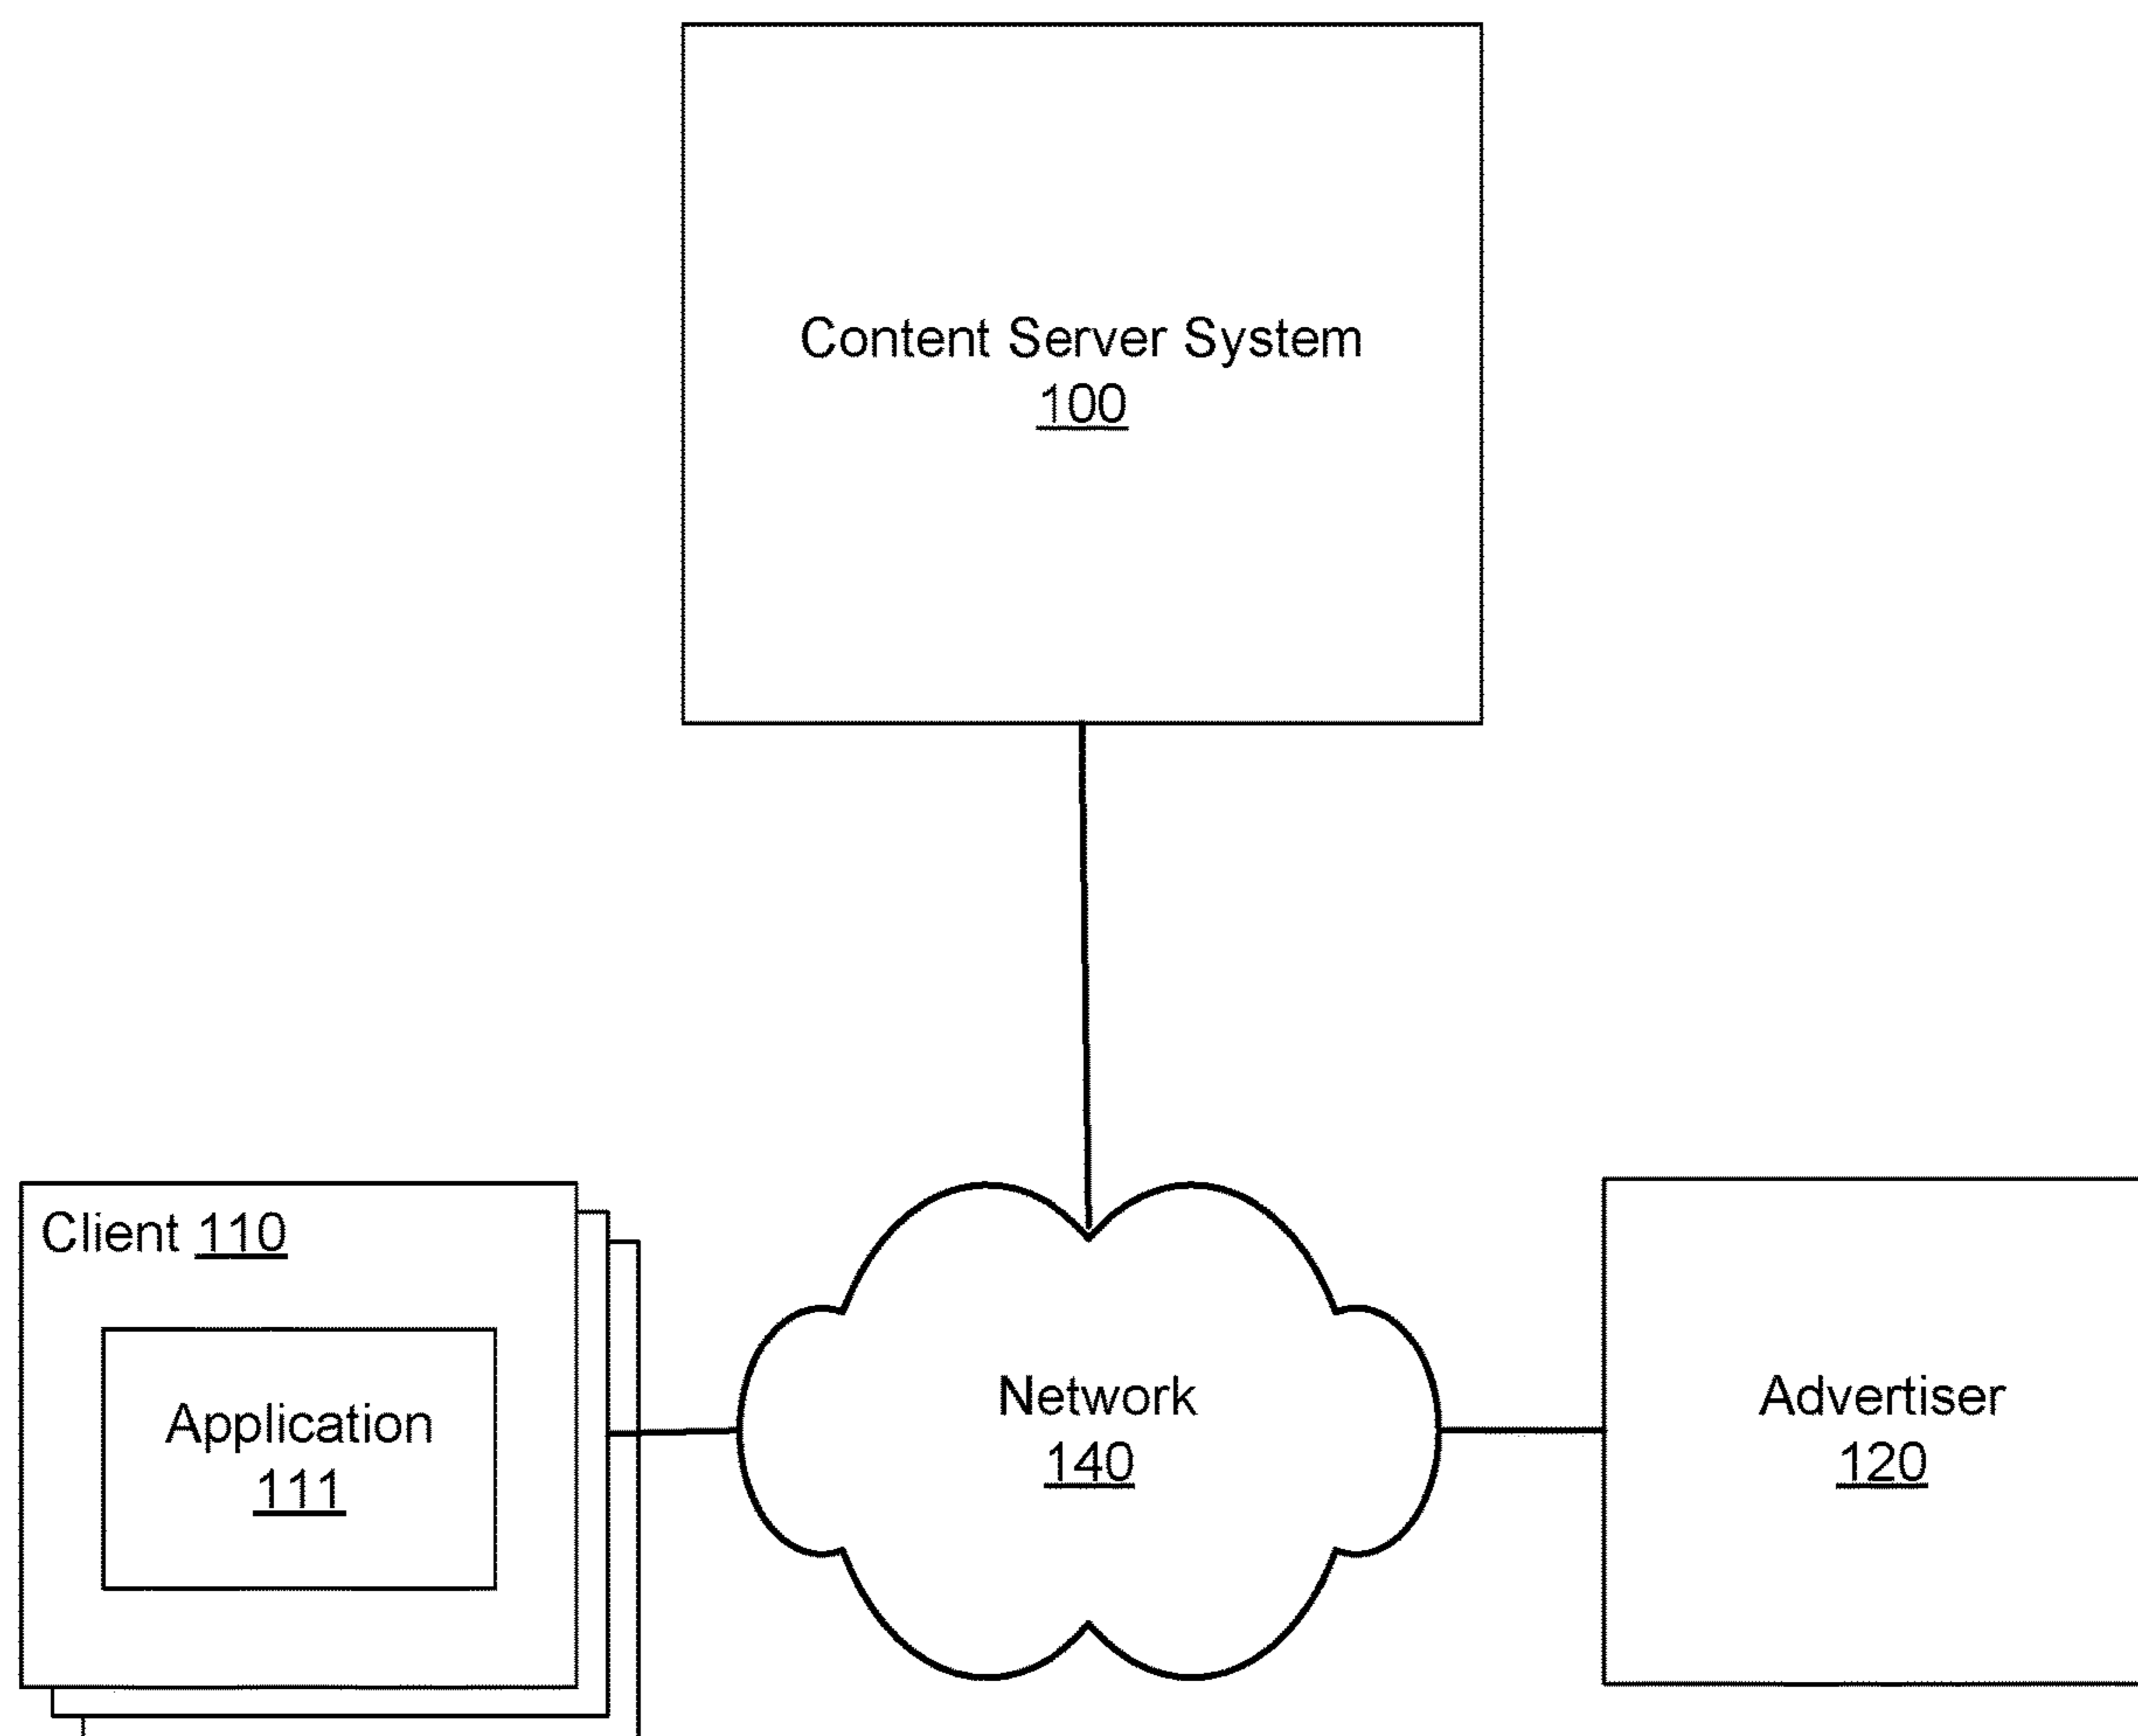 Content Server System
100
Client 110
Application
111
Network
140
Advertiser
120